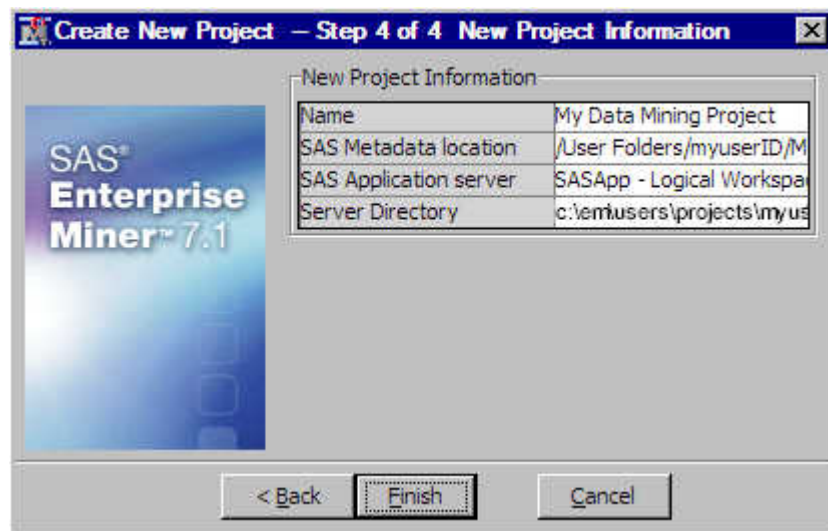 Create New Project – Step 4 of 4 New Project Information
New Project Information
Name My Data Mining Project
SAS Metadata location /User Folders/myuserID/M
SAS Application server SASApp - Logical Workspa
Server Directory c:\em\users\projects\myus
SAS®
Enterprise
Miner™ 7.1
< Back Finish Cancel